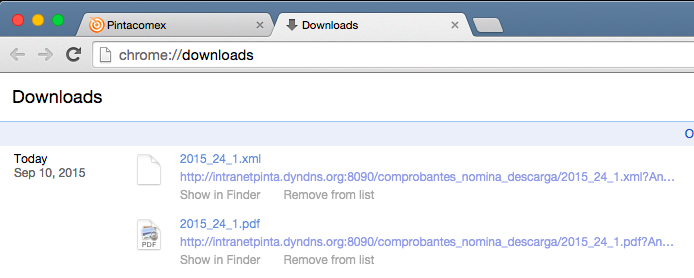 Pintacomex
Downloads
chrome://downloads
Downloads
O
Today
Sep 10, 2015
2015_24_1.xml
http://intranetpinta.dyndns.org:8090/comprobantes_nomina_descarga/2015_24_1.xml?An...
Show in Finder Remove from list
2015_24_1.pdf
http://intranetpinta.dyndns.org:8090/comprobantes_nomina_descarga/2015_24_1.pdf?An...
PDF
Show in Finder Remove from list